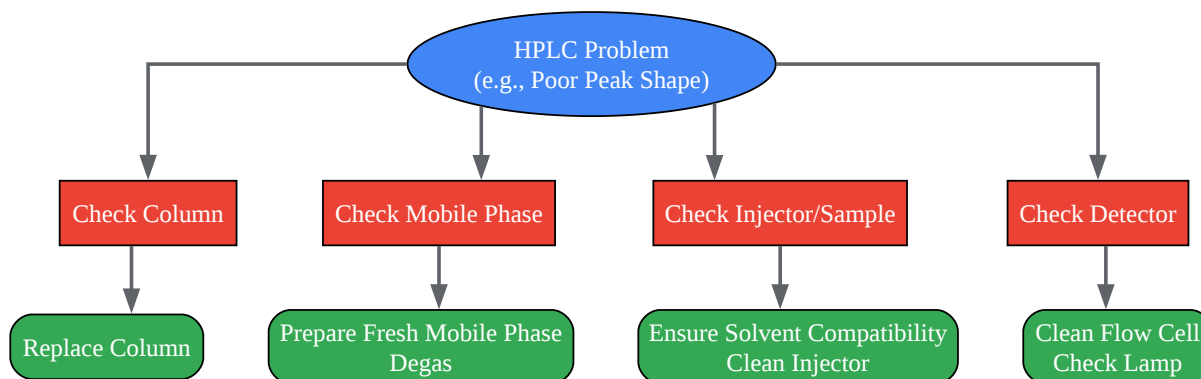 HPLC Problem
(e.g., Poor Peak Shape)
Check Column
Check Mobile Phase
Check Injector/Sample
Check Detector
Replace Column
Prepare Fresh Mobile Phase
Degas
Ensure Solvent Compatibility
Clean Injector
Clean Flow Cell
Check Lamp